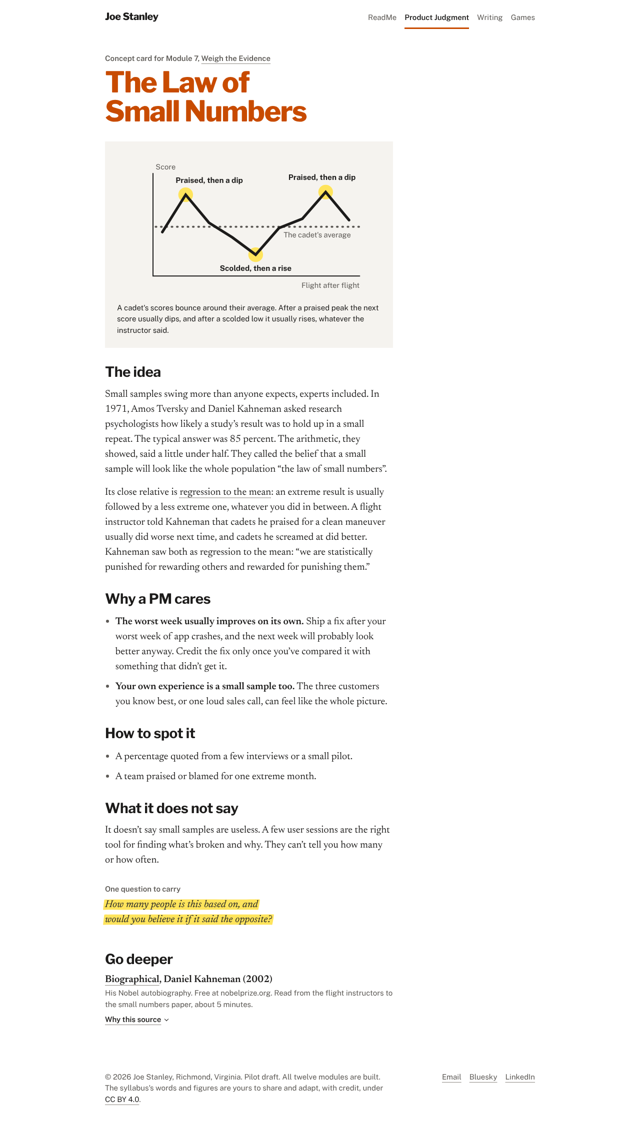 Joe Stanley
ReadMe Product Judgment Writing Games
Concept card for Module 7, Weigh the Evidence
The Law of
Small Numbers
Score
Praised, then a dip
Praised, then a dip
The cadet’s average
Scolded, then a rise
Flight after flight
A cadet’s scores bounce around their average. After a praised peak the next
score usually dips, and after a scolded low it usually rises, whatever the
instructor said.
The idea
Small samples swing more than anyone expects, experts included. In
1971, Amos Tversky and Daniel Kahneman asked research
psychologists how likely a study’s result was to hold up in a small
repeat. The typical answer was 85 percent. The arithmetic, they
showed, said a little under half. They called the belief that a small
sample will look like the whole population “the law of small numbers”.
Its close relative is regression to the mean: an extreme result is usually
followed by a less extreme one, whatever you did in between. A flight
instructor told Kahneman that cadets he praised for a clean maneuver
usually did worse next time, and cadets he screamed at did better.
Kahneman saw both as regression to the mean: “we are statistically
punished for rewarding others and rewarded for punishing them.”
Why a PM cares
• The worst week usually improves on its own. Ship a fix after your
worst week of app crashes, and the next week will probably look
better anyway. Credit the fix only once you’ve compared it with
something that didn’t get it.
• Your own experience is a small sample too. The three customers
you know best, or one loud sales call, can feel like the whole picture.
How to spot it
• A percentage quoted from a few interviews or a small pilot.
• A team praised or blamed for one extreme month.
What it does not say
It doesn’t say small samples are useless. A few user sessions are the right
tool for finding what’s broken and why. They can’t tell you how many
or how often.
One question to carry
How many people is this based on, and
would you believe it if it said the opposite?
Go deeper
Biographical, Daniel Kahneman (2002)
His Nobel autobiography. Free at nobelprize.org. Read from the flight instructors to
the small numbers paper, about 5 minutes.
Why this source
© 2026 Joe Stanley, Richmond, Virginia. Pilot draft. All twelve modules are built.
The syllabus’s words and figures are yours to share and adapt, with credit, under
CC BY 4.0.
Email Bluesky LinkedIn